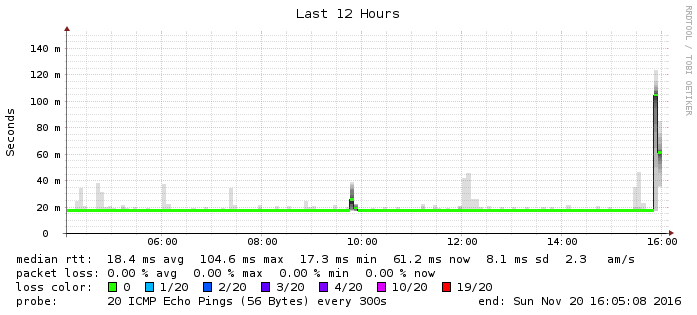 Last 12 Hours
RRDTOOL / TOBI OETIKER
Seconds
140 m
120 m
100 m
80 m
60 m
40 m
20 m
0
06:00 08:00 10:00 12:00 14:00 16:00
median rtt: 18.4 ms avg 104.6 ms max 17.3 ms min 61.2 ms now 8.1 ms sd 2.3 am/s
packet loss: 0.00 % avg 0.00 % max 0.00 % min 0.00 % now
loss color: 0 1/20 2/20 3/20 4/20 10/20 19/20
probe: 20 ICMP Echo Pings (56 Bytes) every 300s end: Sun Nov 20 16:05:08 2016